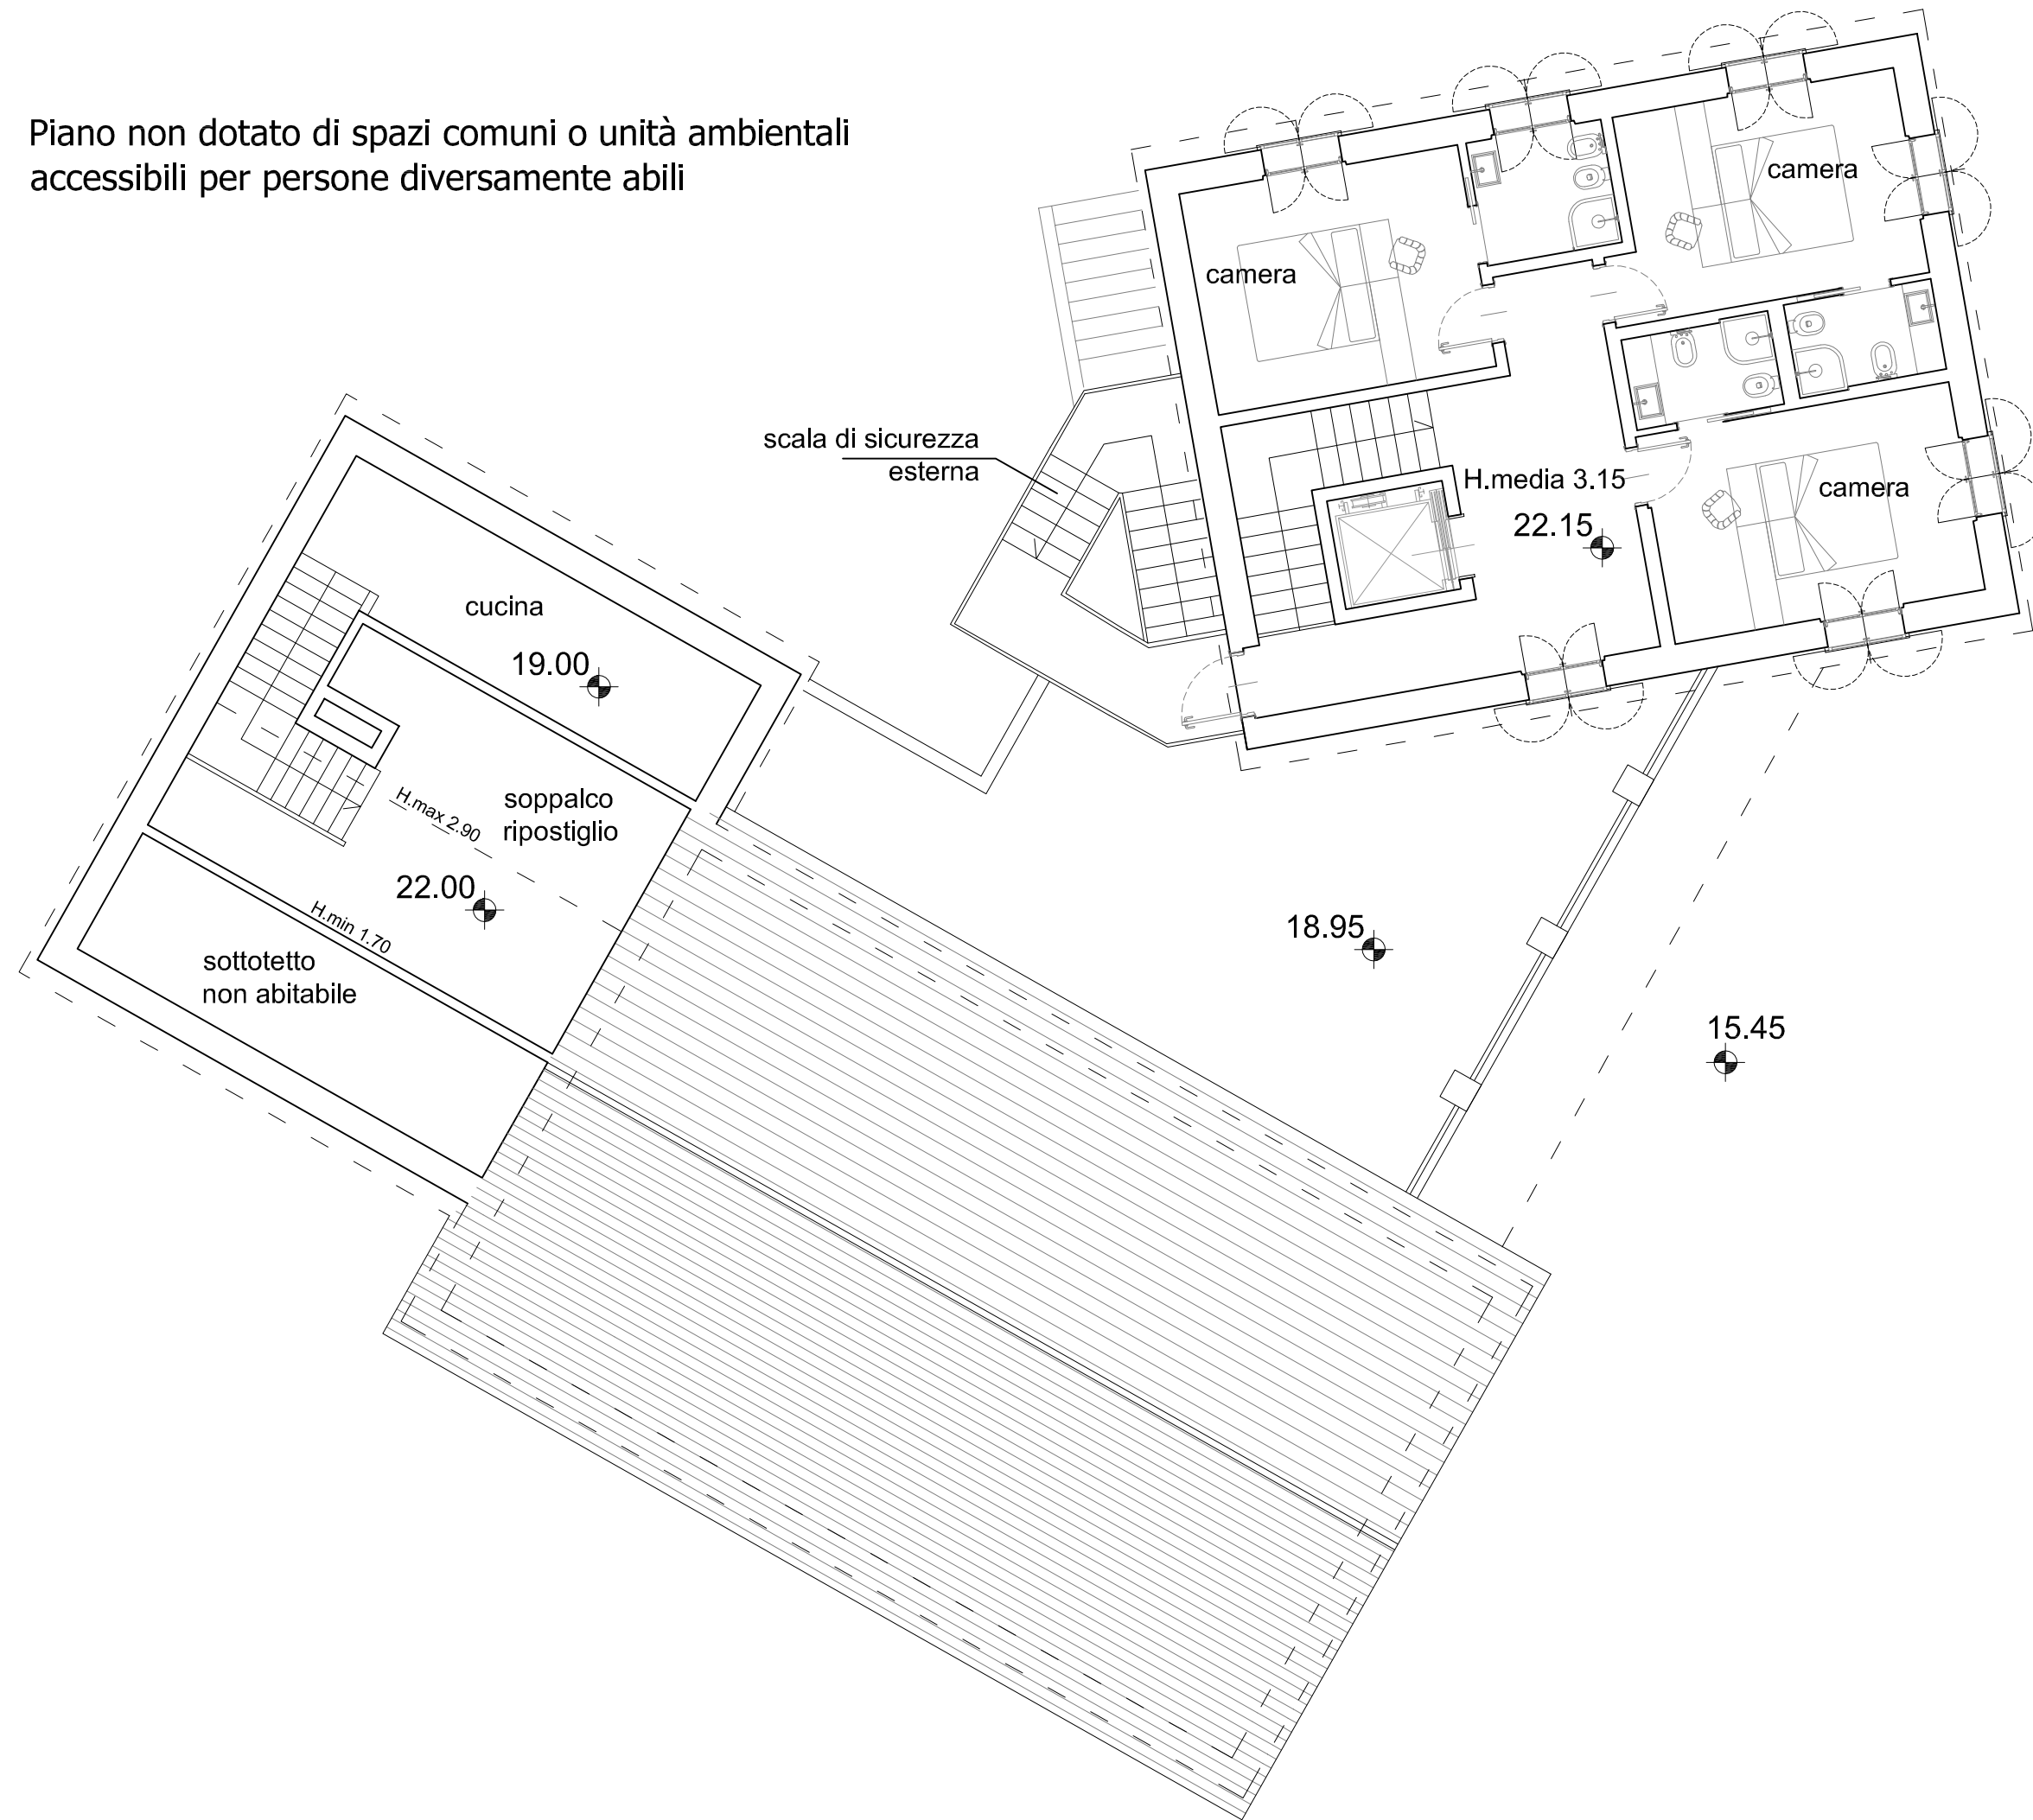 Piano non dotato di spazi comuni o unità ambientali
accessibili per persone diversamente abili
camera
camera
scala di sicurezza
esterna
H.media 3.15
22.15
camera
cucina
19.00
H.max 2.90
soppalco
ripostiglio
22.00
H.min 1.70
sottotetto
non abitabile
18.95
15.45